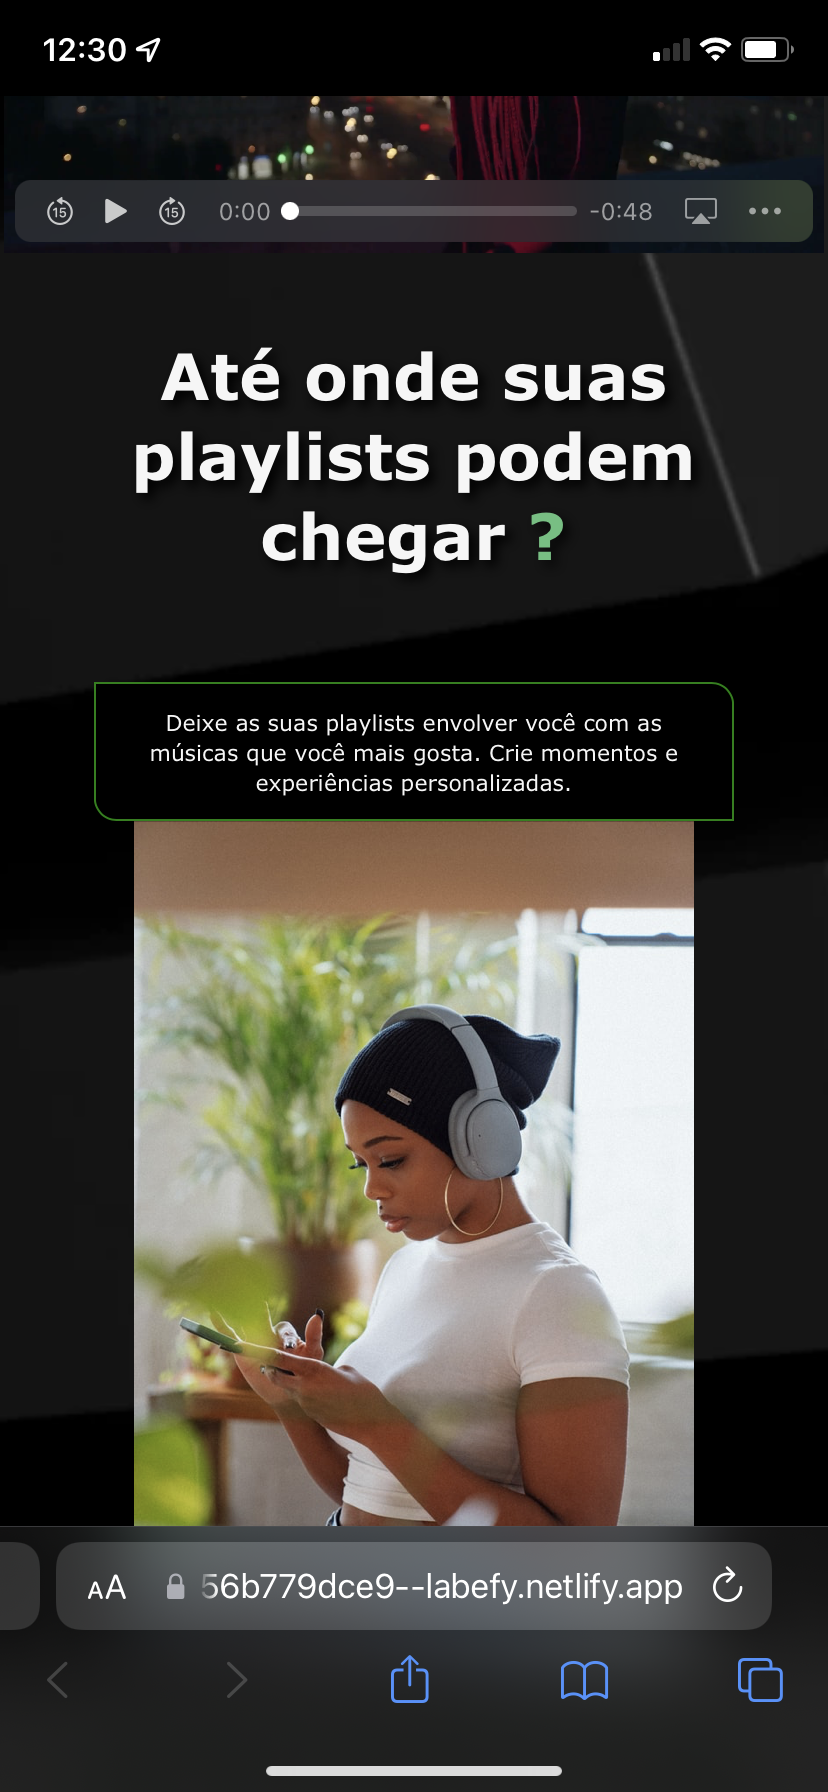 12:30
15 15 0:00 -0:48
Até onde suas
playlists podem
chegar ?
Deixe as suas playlists envolver você com as
músicas que você mais gosta. Crie momentos e
experiências personalizadas.
AA 56b779dce9--labefy.netlify.app